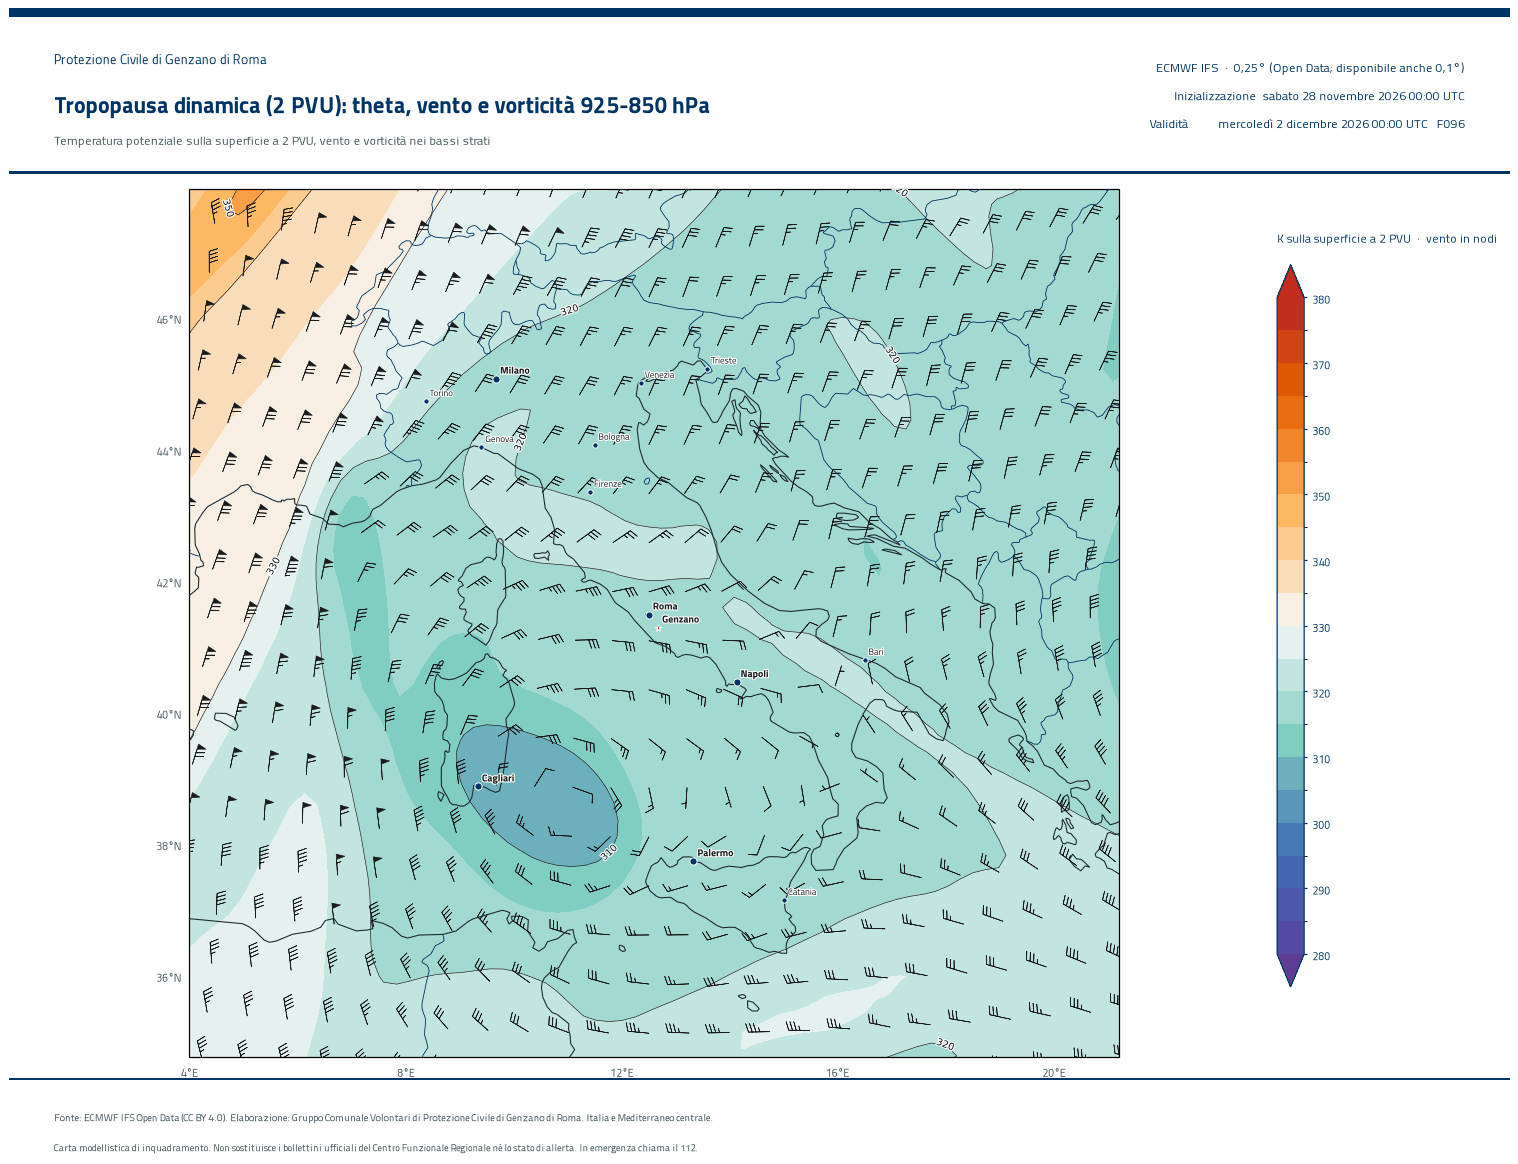 Protezione Civile di Genzano di Roma
Tropopausa dinamica (2 PVU): theta, vento e vorticità 925-850 hPa
Temperatura potenziale sulla superficie a 2 PVU, vento e vorticità nei bassi strati
ECMWF IFS · 0,25° (Open Data; disponibile anche 0,1°)
Inizializzazione sabato 28 novembre 2026 00:00 UTC
Validità mercoledì 2 dicembre 2026 00:00 UTC F096
K sulla superficie a 2 PVU · vento in nodi
380
370
360
350
340
330
320
310
300
290
280
46°N
44°N
42°N
40°N
38°N
36°N
4°E
8°E
12°E
16°E
20°E
350
20
320
320
320
330
310
320
Milano
Torino
Venezia
Trieste
Genova
Bologna
Firenze
Roma
Genzano
Napoli
Bari
Cagliari
Palermo
Catania
Fonte: ECMWF IFS Open Data (CC BY 4.0). Elaborazione: Gruppo Comunale Volontari di Protezione Civile di Genzano di Roma. Italia e Mediterraneo centrale.
Carta modellistica di inquadramento. Non sostituisce i bollettini ufficiali del Centro Funzionale Regionale né lo stato di allerta. In emergenza chiama il 112.